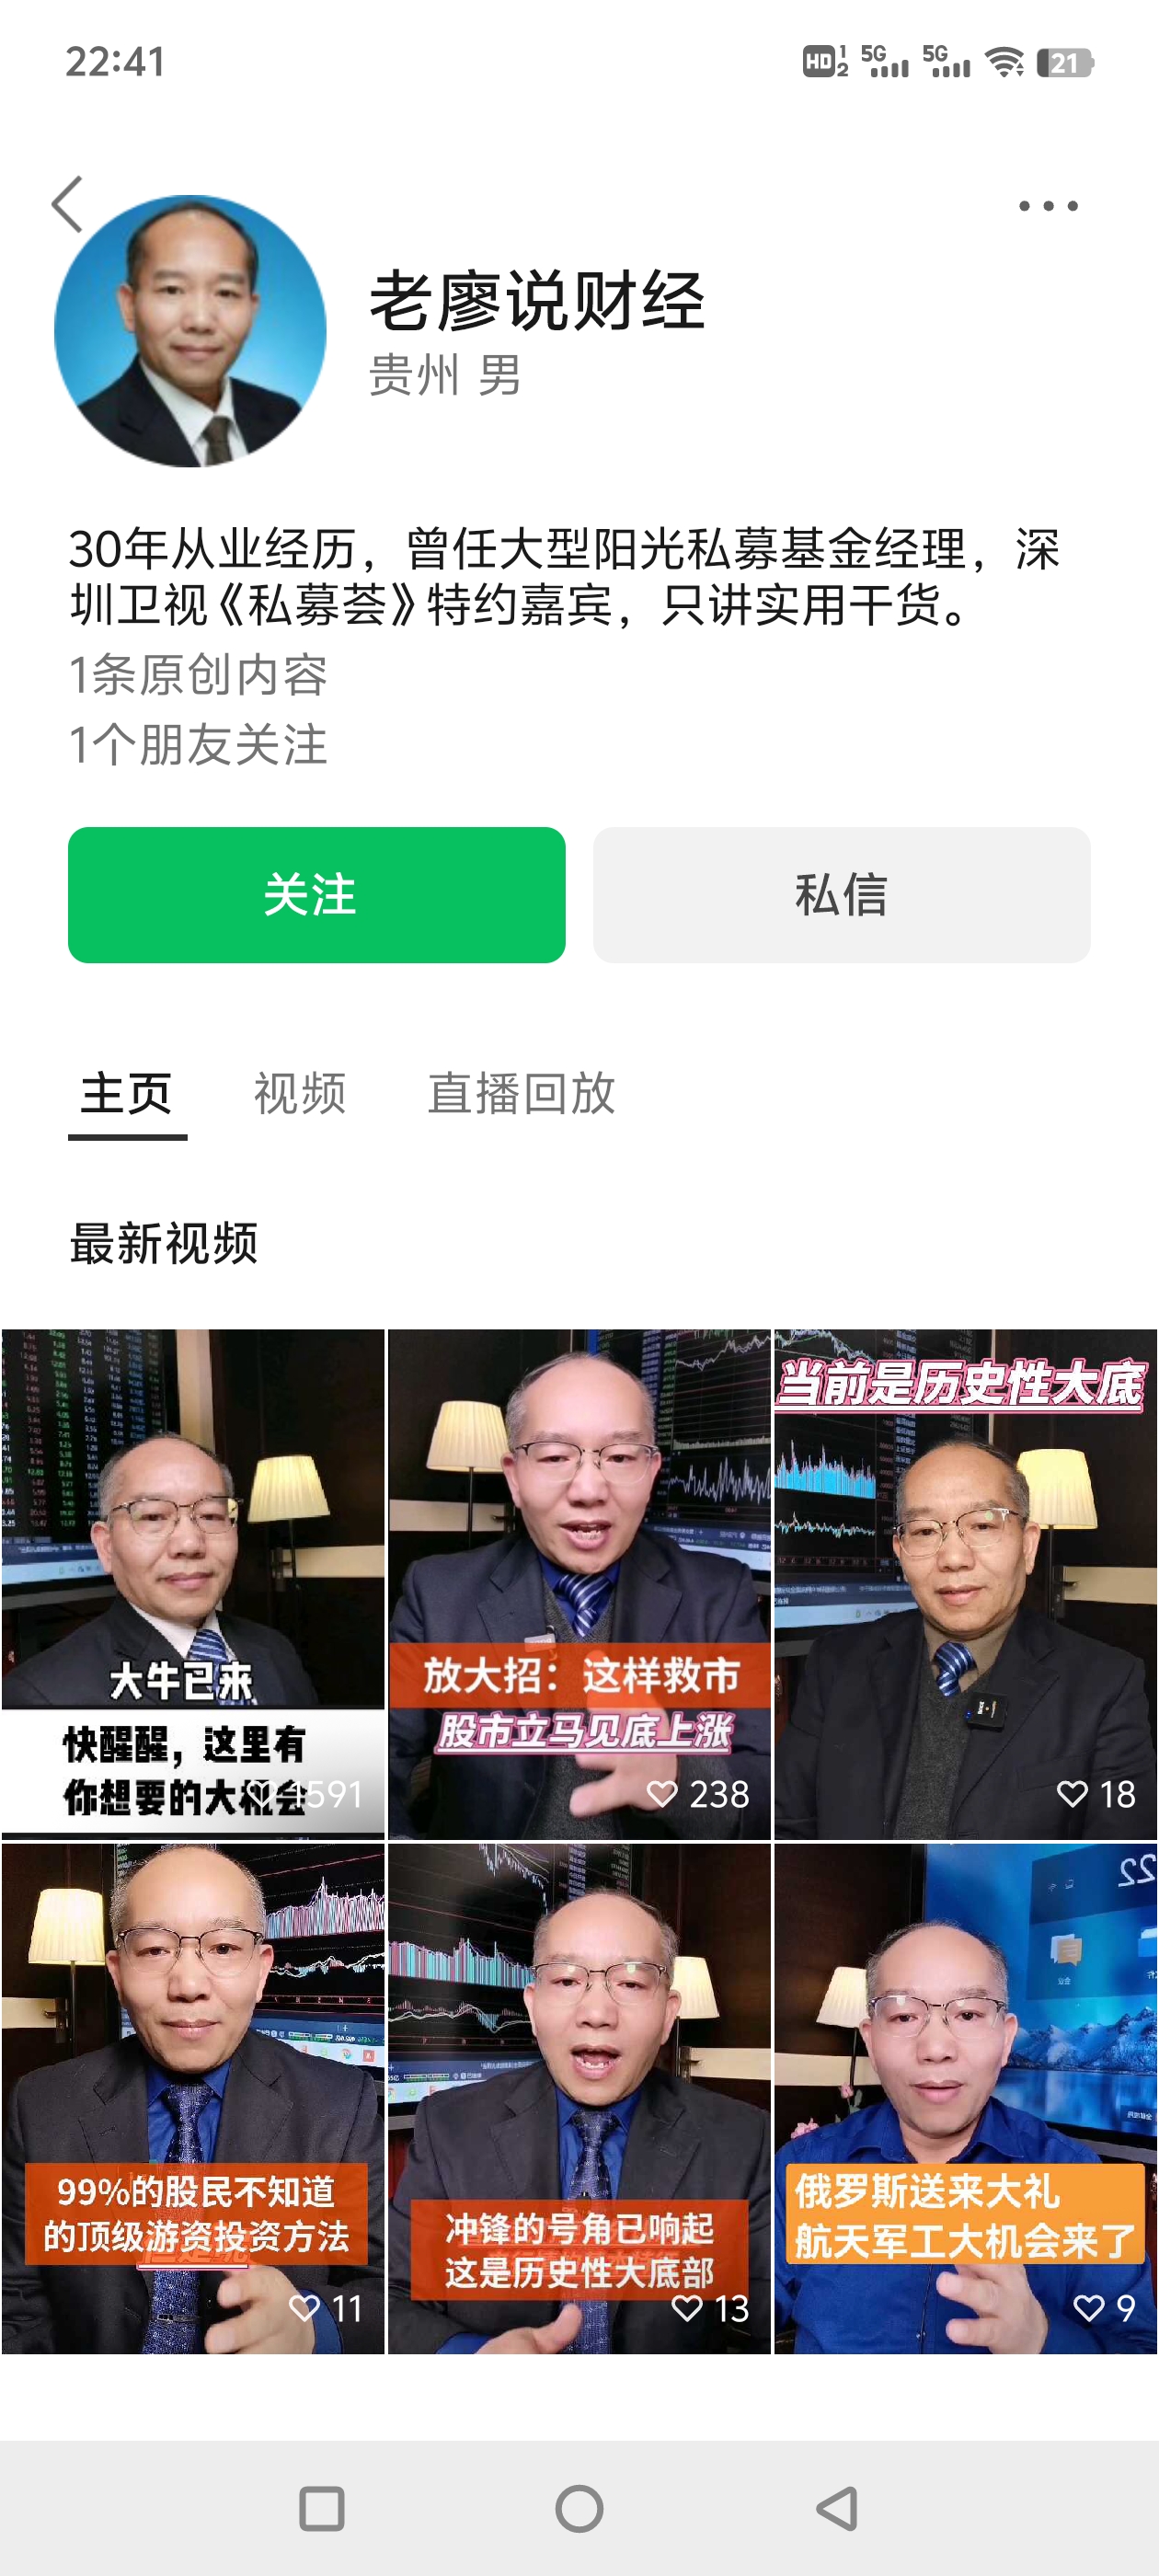 22:41
HD 1 2 5G 5G 21
老廖说财经
贵州 男
30年从业经历，曾任大型阳光私募基金经理，深
圳卫视《私募荟》特约嘉宾，只讲实用干货。
1条原创内容
1个朋友关注
关注
私信
主页
视频
直播回放
最新视频
大牛已来
快醒醒，这里有
你想要的大机会
1591
放大招：这样救市
股市立马见底上涨
238
当前是历史性大底
18
99%的股民不知道
的顶级游资投资方法
11
冲锋的号角已响起
这是历史性大底部
13
22
俄罗斯送来大礼
航天军工大机会来了
9